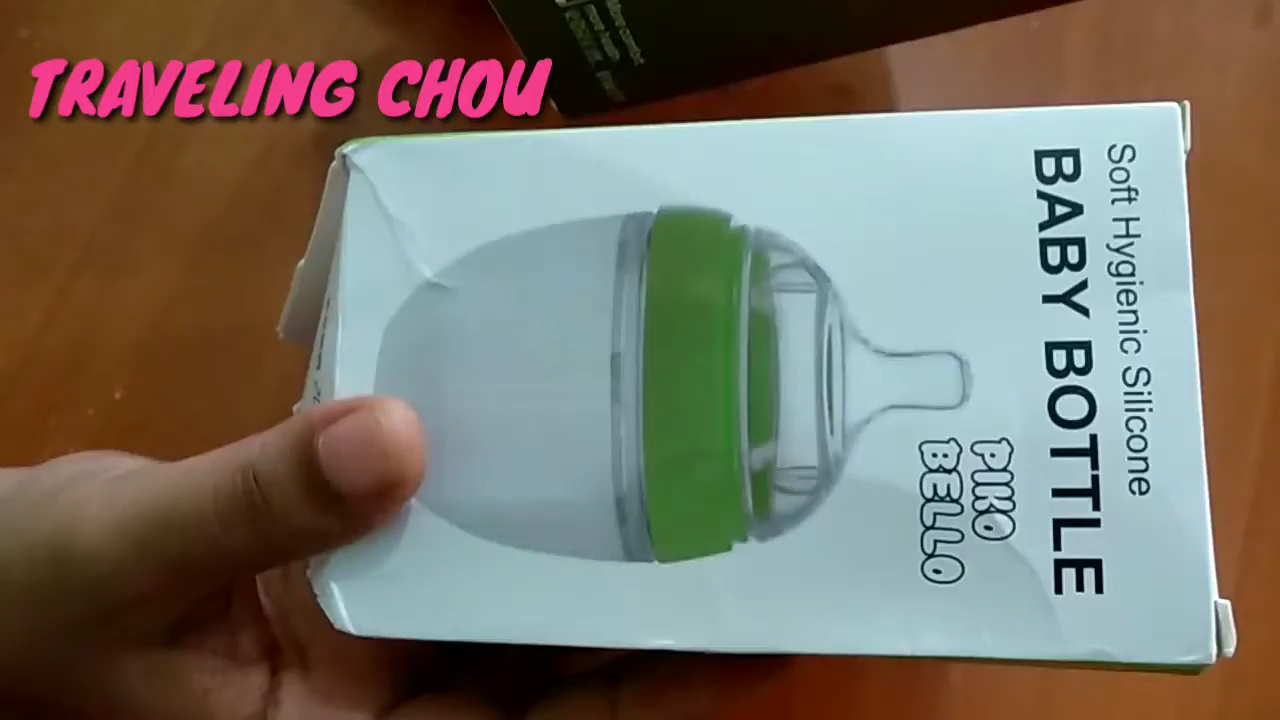 TRAVELING CHOU
Soft Hygienic Silicone
BABY BOTTLE
PIKO
BELLO